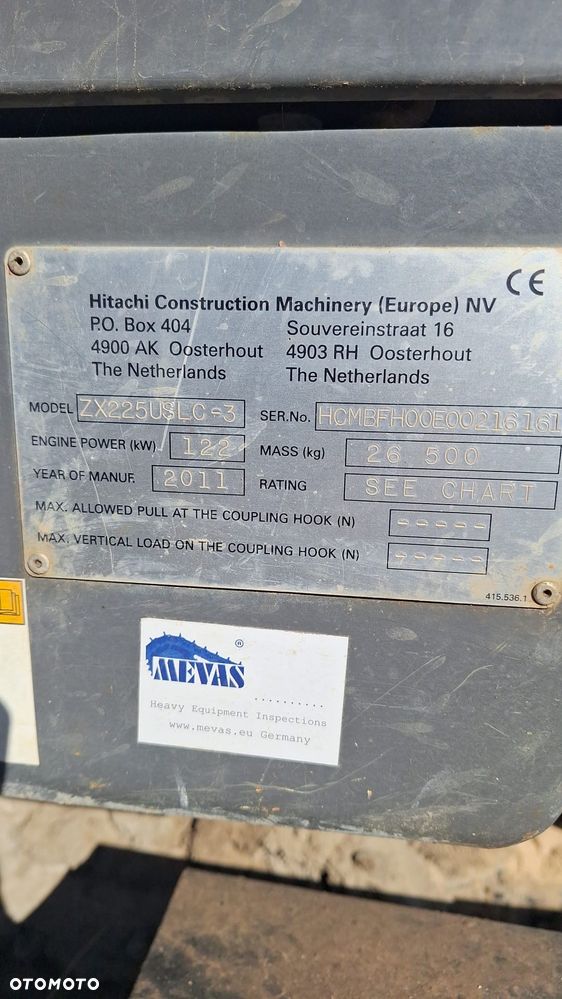 CE
Hitachi Construction Machinery (Europe) NV
P.O. Box 404 Souvereinstraat 16
4900 AK Oosterhout 4903 RH Oosterhout
The Netherlands The Netherlands
MODEL ZX225USLC-3 SER.No. HCMBFH00E00216161
ENGINE POWER (kW) 122 MASS (kg) 26 500
YEAR OF MANUF. 2011 RATING SEE CHART
MAX. ALLOWED PULL AT THE COUPLING HOOK (N) -----
MAX. VERTICAL LOAD ON THE COUPLING HOOK (N) -----
415.536.1
MEVAS ®
..........
Heavy Equipment Inspections
www.mevas.eu Germany
OTOMOTO